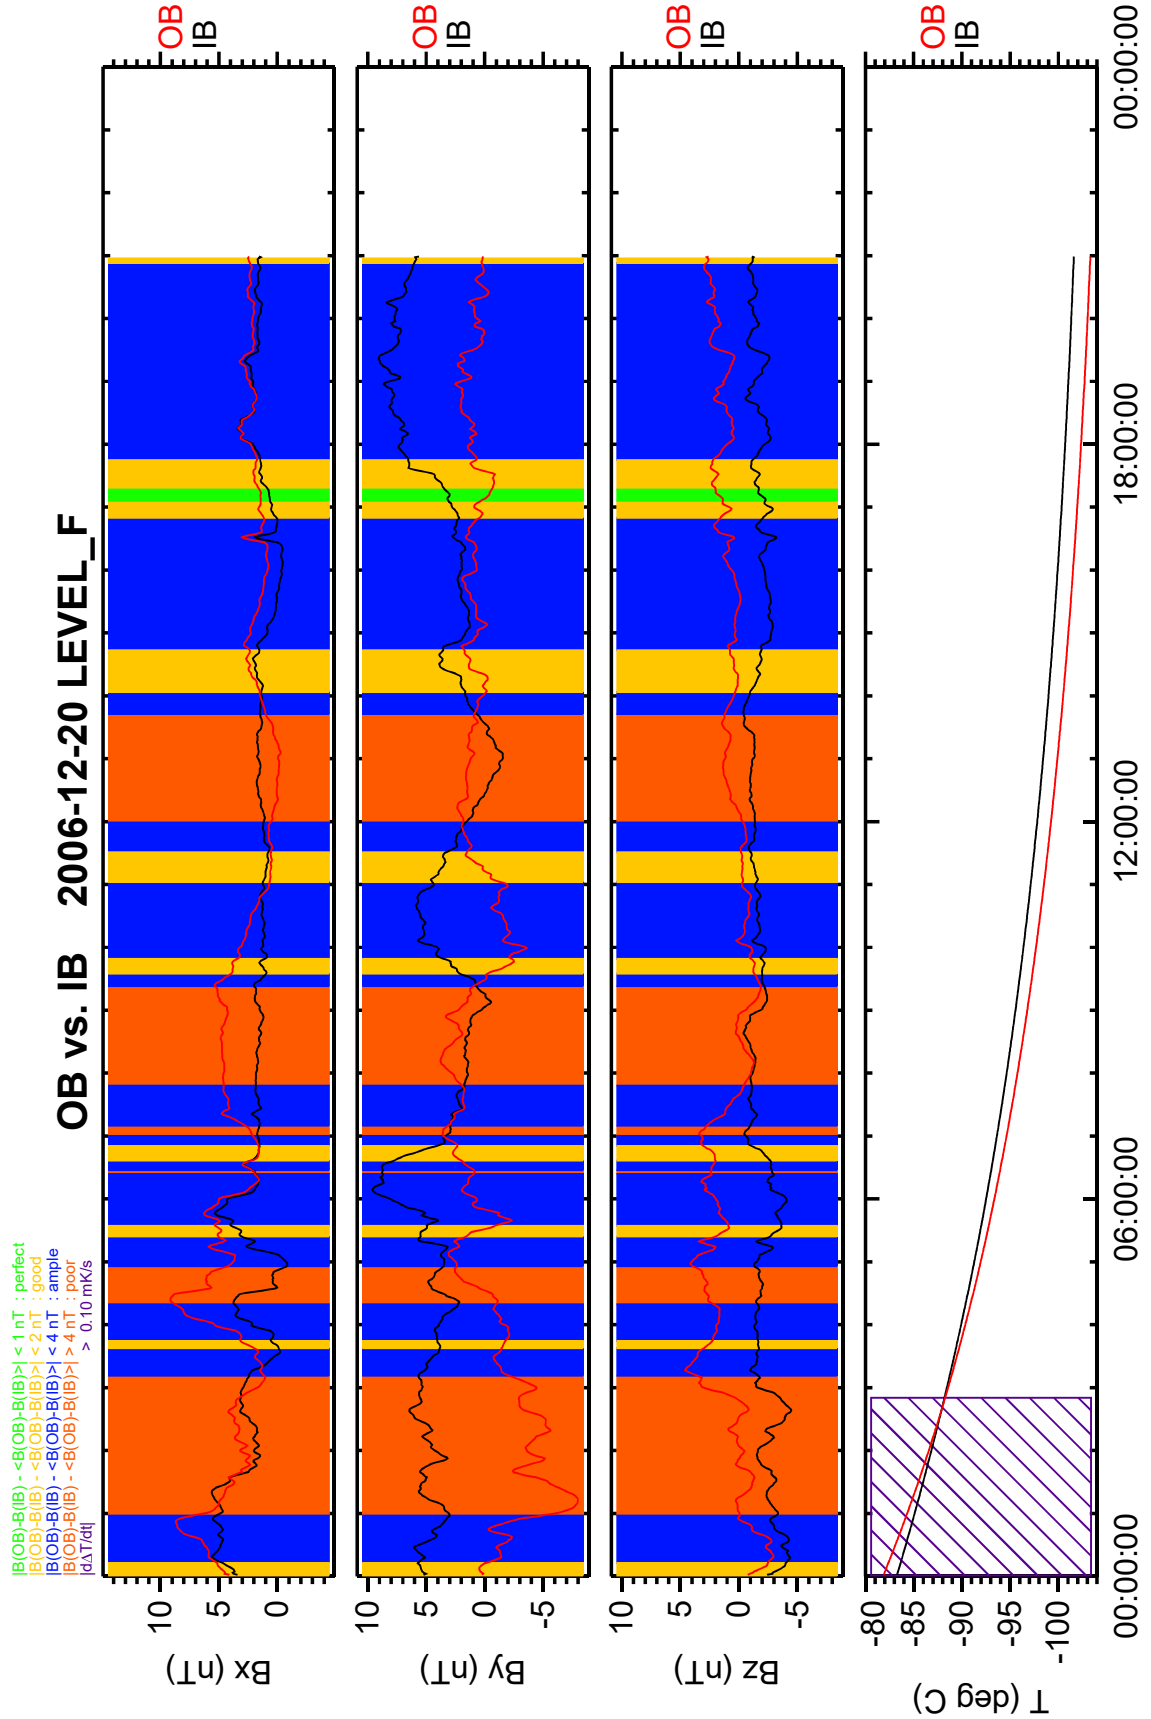 OB vs. IB 2006-12-20 LEVEL_F
|B(OB)-B(IB) - <B(OB)-B(IB)>| < 1 nT : perfect
|B(OB)-B(IB) - <B(OB)-B(IB)>| < 2 nT : good
|B(OB)-B(IB) - <B(OB)-B(IB)>| < 4 nT : ample
|B(OB)-B(IB) - <B(OB)-B(IB)>| > 4 nT : poor
|dΔT/dt| > 0.10 mK/s
Bx (nT)
10
5
0
OB
IB
By (nT)
10
5
0
-5
OB
IB
Bz (nT)
10
5
0
-5
OB
IB
T (deg C)
-80
-85
-90
-95
-100
OB
IB
00:00:00 06:00:00 12:00:00 18:00:00 00:00:00